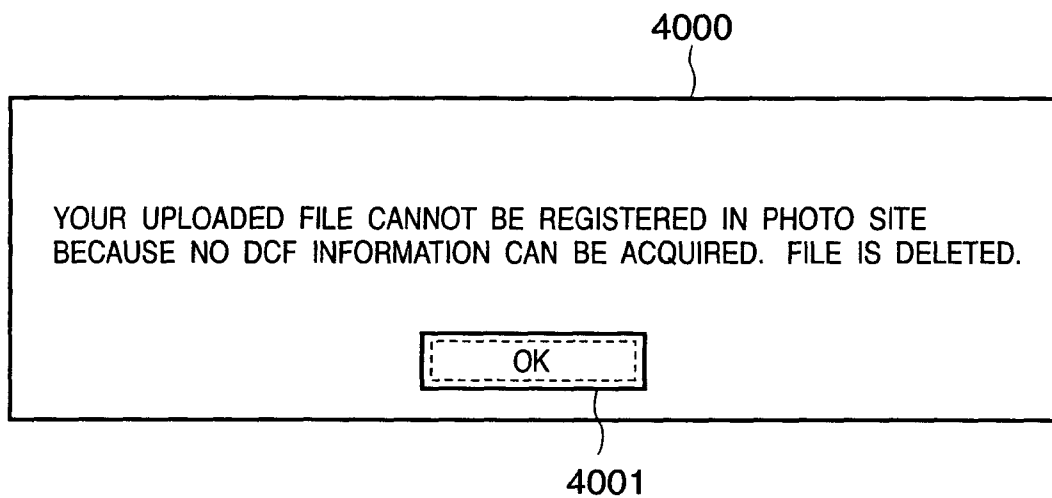 4000
YOUR UPLOADED FILE CANNOT BE REGISTERED IN PHOTO SITE
BECAUSE NO DCF INFORMATION CAN BE ACQUIRED. FILE IS DELETED.
OK
4001